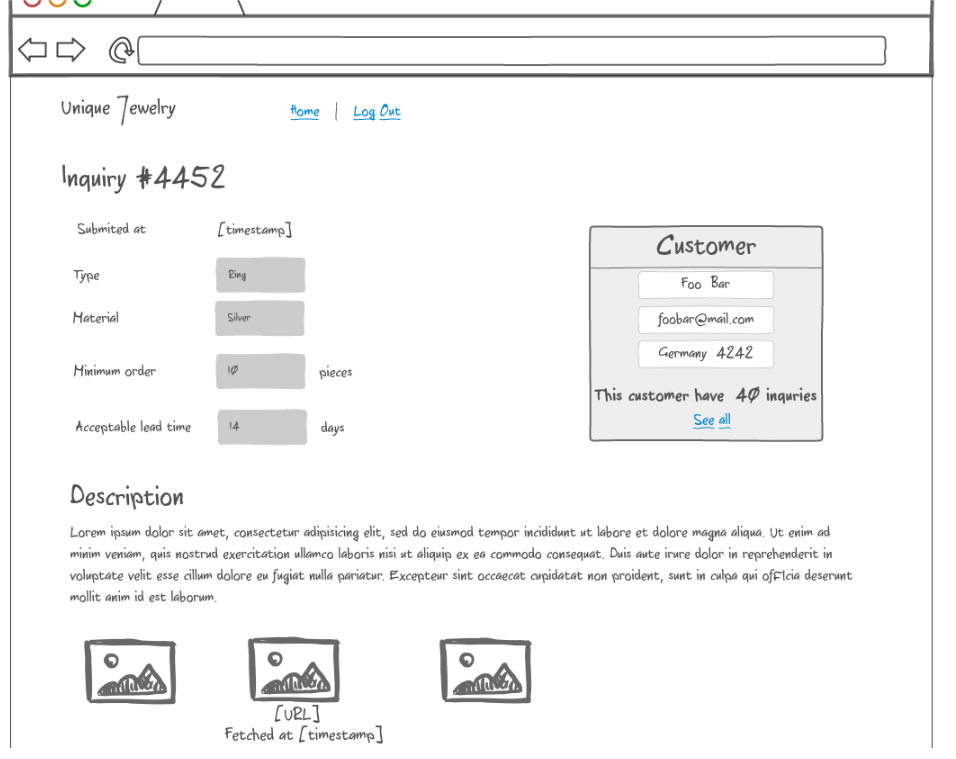 Unique Jewelry
Home | Log Out
Inquiry #4452
Submited at [timestamp]
Type Ring
Material Silver
Minimum order 10 pieces
Acceptable lead time 14 days
Customer
Foo Bar
foobar@mail.com
Germany 4242
This customer have 40 inquries
See all
Description
Lorem ipsum dolor sit amet, consectetur adipisicing elit, sed do eiusmod tempor incididunt ut labore et dolore magna aliqua. Ut enim ad
minim veniam, quis nostrud exercitation ullamco laboris nisi ut aliquip ex ea commodo consequat. Duis aute irure dolor in reprehenderit in
voluptate velit esse cillum dolore eu fugiat nulla pariatur. Excepteur sint occaecat cupidatat non proident, sunt in culpa qui officia deserunt
mollit anim id est laborum.
[URL]
Fetched at [timestamp]